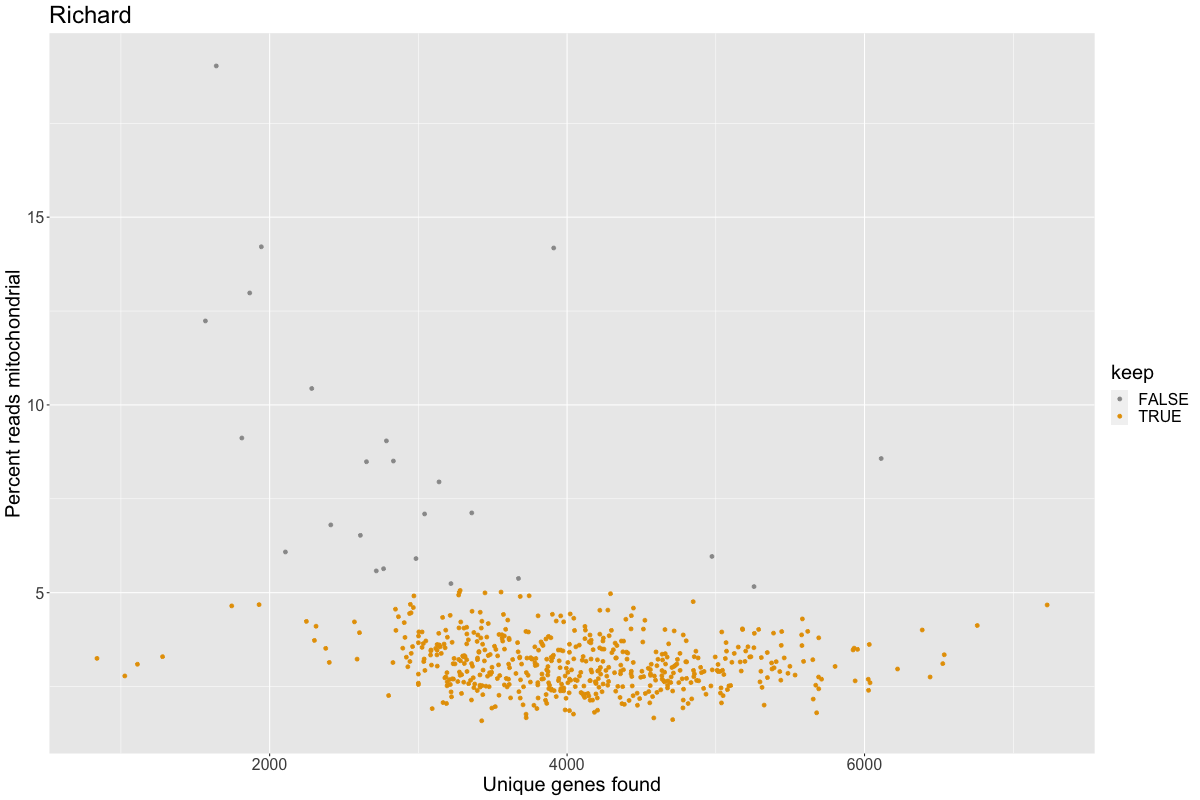 Richard
Percent reads mitochondrial
15
10
5
2000
4000
6000
Unique genes found
keep
FALSE
TRUE